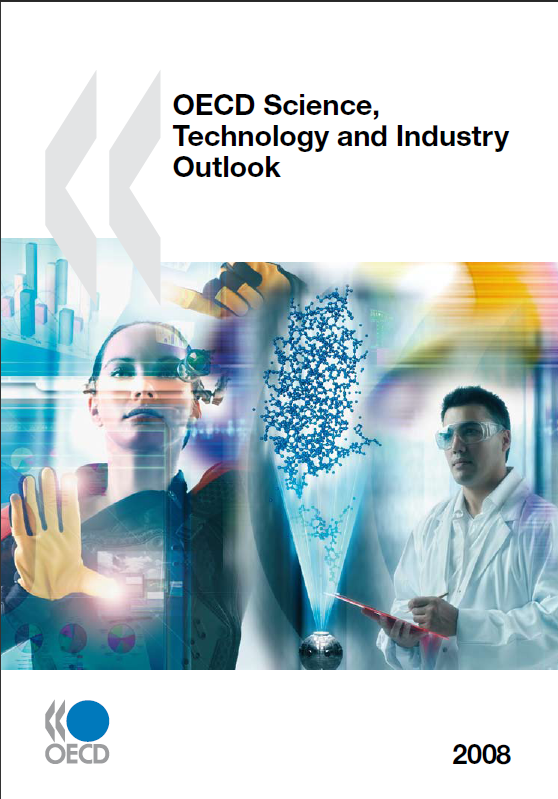 OECD Science,
Technology and Industry
Outlook
OECD
2008